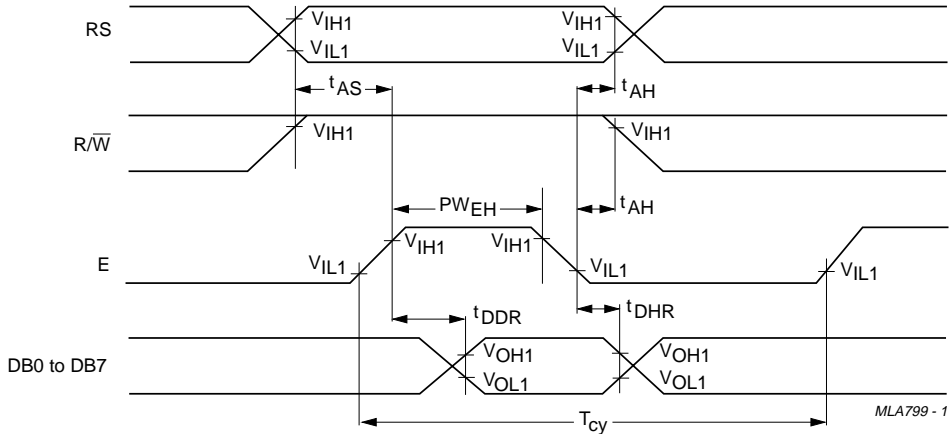 RS
VIH1
VIL1
VIH1
VIL1
tAS
tAH
R/W̅
VIH1
VIH1
PWEH
tAH
E
VIH1
VIH1
VIL1
VIL1
VIL1
tDDR
tDHR
DB0 to DB7
VOH1
VOL1
VOH1
VOL1
Tcy
MLA799 - 1